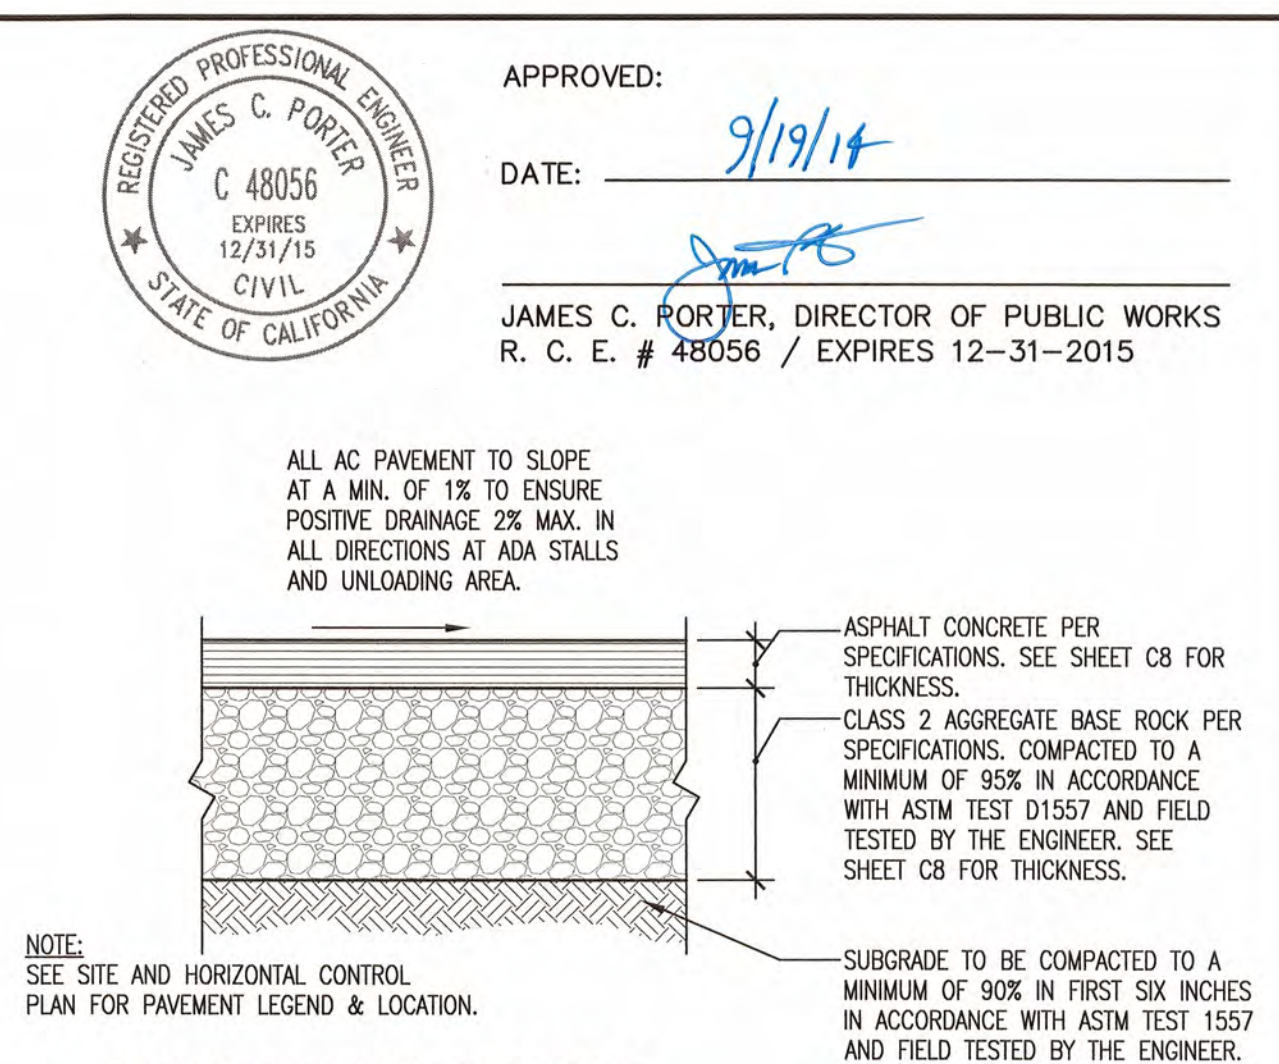 REGISTERED PROFESSIONAL ENGINEER
JAMES C. PORTER
C 48056
EXPIRES
12/31/15
CIVIL
STATE OF CALIFORNIA
APPROVED:
DATE: 9/19/14
JAMES C. PORTER, DIRECTOR OF PUBLIC WORKS
R. C. E. # 48056 / EXPIRES 12-31-2015
ALL AC PAVEMENT TO SLOPE
AT A MIN. OF 1% TO ENSURE
POSITIVE DRAINAGE 2% MAX. IN
ALL DIRECTIONS AT ADA STALLS
AND UNLOADING AREA.
ASPHALT CONCRETE PER
SPECIFICATIONS. SEE SHEET C8 FOR
THICKNESS.
CLASS 2 AGGREGATE BASE ROCK PER
SPECIFICATIONS. COMPACTED TO A
MINIMUM OF 95% IN ACCORDANCE
WITH ASTM TEST D1557 AND FIELD
TESTED BY THE ENGINEER. SEE
SHEET C8 FOR THICKNESS.
NOTE:
SEE SITE AND HORIZONTAL CONTROL
PLAN FOR PAVEMENT LEGEND & LOCATION.
SUBGRADE TO BE COMPACTED TO A
MINIMUM OF 90% IN FIRST SIX INCHES
IN ACCORDANCE WITH ASTM TEST 1557
AND FIELD TESTED BY THE ENGINEER.